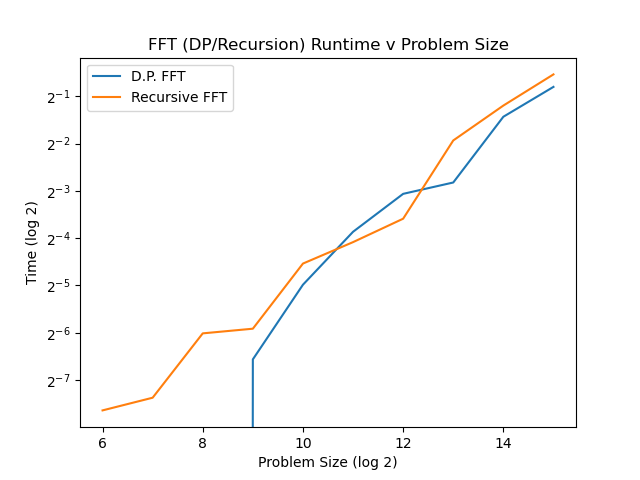 FFT (DP/Recursion) Runtime v Problem Size
D.P. FFT
Recursive FFT
2⁻¹
2⁻²
2⁻³
2⁻⁴
2⁻⁵
2⁻⁶
2⁻⁷
Time (log 2)
6 8 10 12 14
Problem Size (log 2)